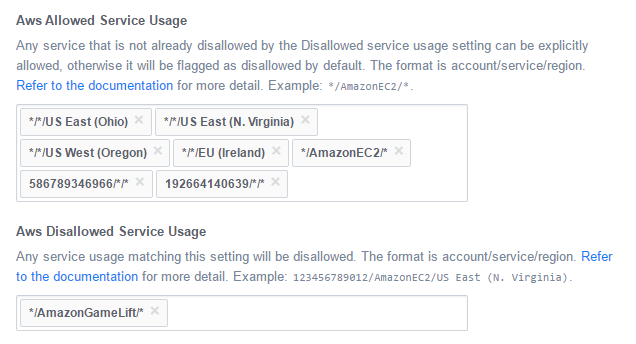 Aws Allowed Service Usage
Any service that is not already disallowed by the Disallowed service usage setting can be explicitly
allowed, otherwise it will be flagged as disallowed by default. The format is account/service/region.
Refer to the documentation for more detail. Example: */AmazonEC2/*.
*/*/US East (Ohio) × */*/US East (N. Virginia) ×
*/*/US West (Oregon) × */*/EU (Ireland) × */AmazonEC2/* ×
586789346966/*/* × 192664140639/*/* ×
Aws Disallowed Service Usage
Any service usage matching this setting will be disallowed. The format is account/service/region. Refer
to the documentation for more detail. Example: 123456789012/AmazonEC2/US East (N. Virginia).
*/AmazonGameLift/* ×